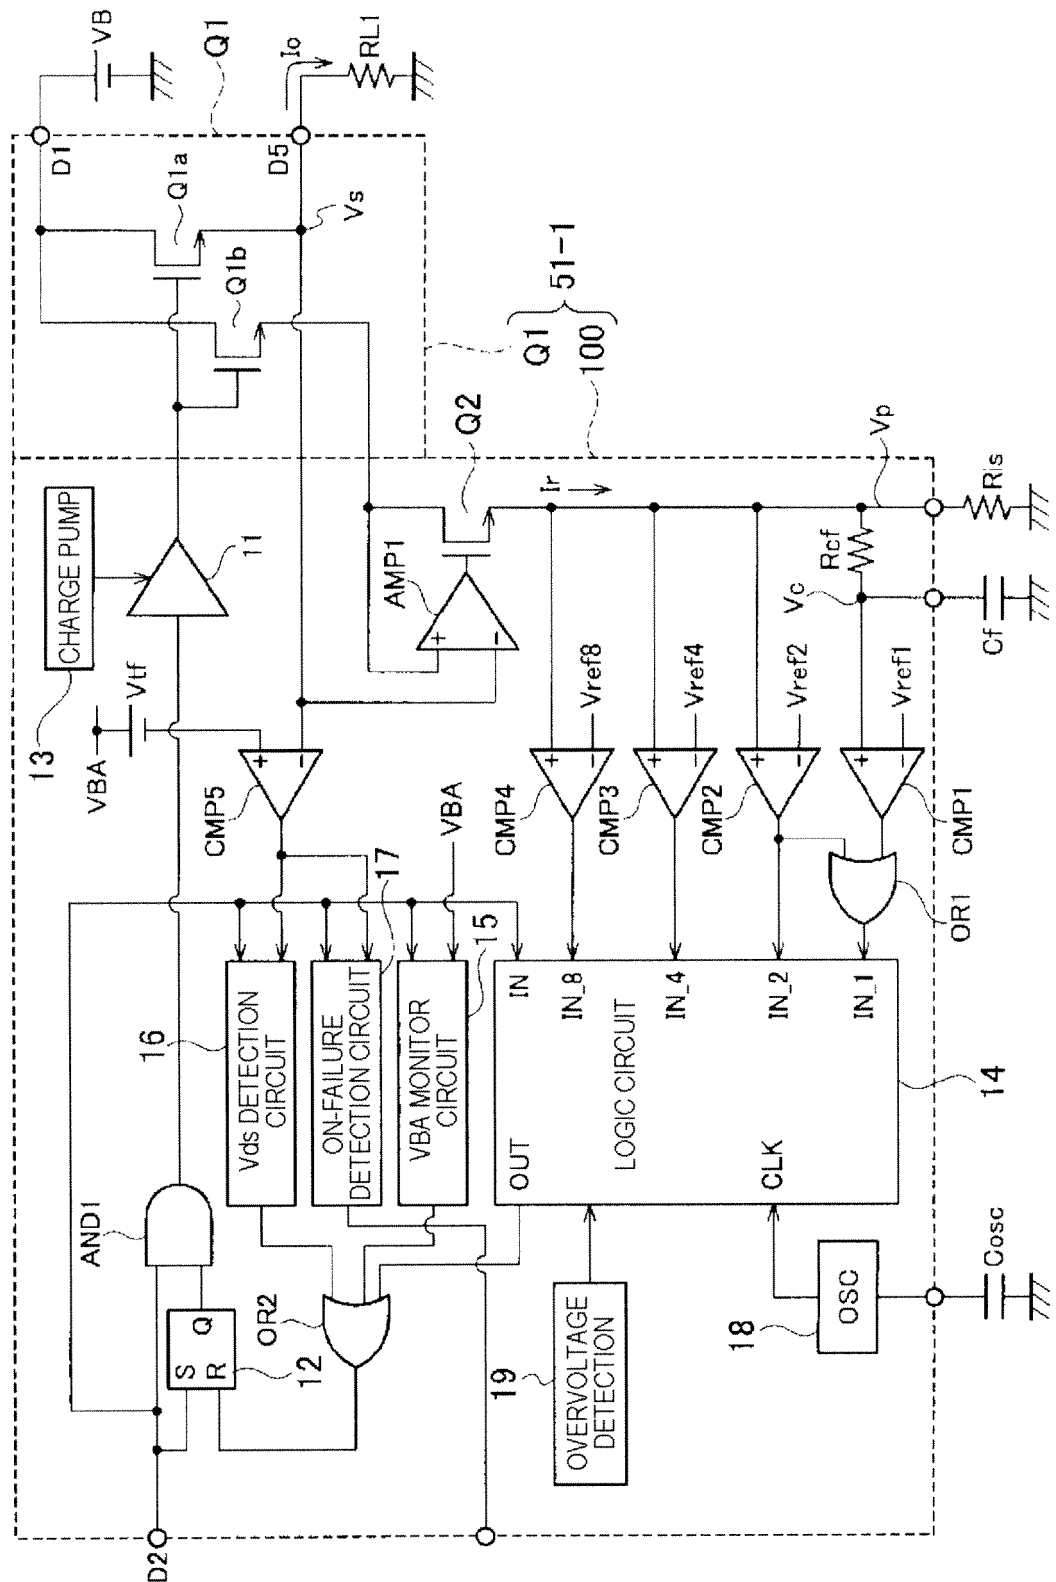 VB
Q1
Io
RL1
D1
D5
Q1a
Q1b
Vs
Q1
100
51-1
CHARGE PUMP
13
11
Vtf
VBA
Q2
AMP1
+
−
Ir
Vp
Ris
Rcf
Vc
Cf
CMP5
+
−
CMP4
+
−
Vref8
CMP3
+
−
Vref4
CMP2
+
−
Vref2
CMP1
+
−
Vref1
OR1
VBA
17
15
16
Vds DETECTION
CIRCUIT
ON-FAILURE
DETECTION CIRCUIT
VBA MONITOR
CIRCUIT
IN
IN_8
IN_4
IN_2
IN_1
LOGIC CIRCUIT
14
OUT
CLK
AND1
S
R
Q
12
OR2
19
OVERVOLTAGE
DETECTION
18
OSC
Cosc
D2